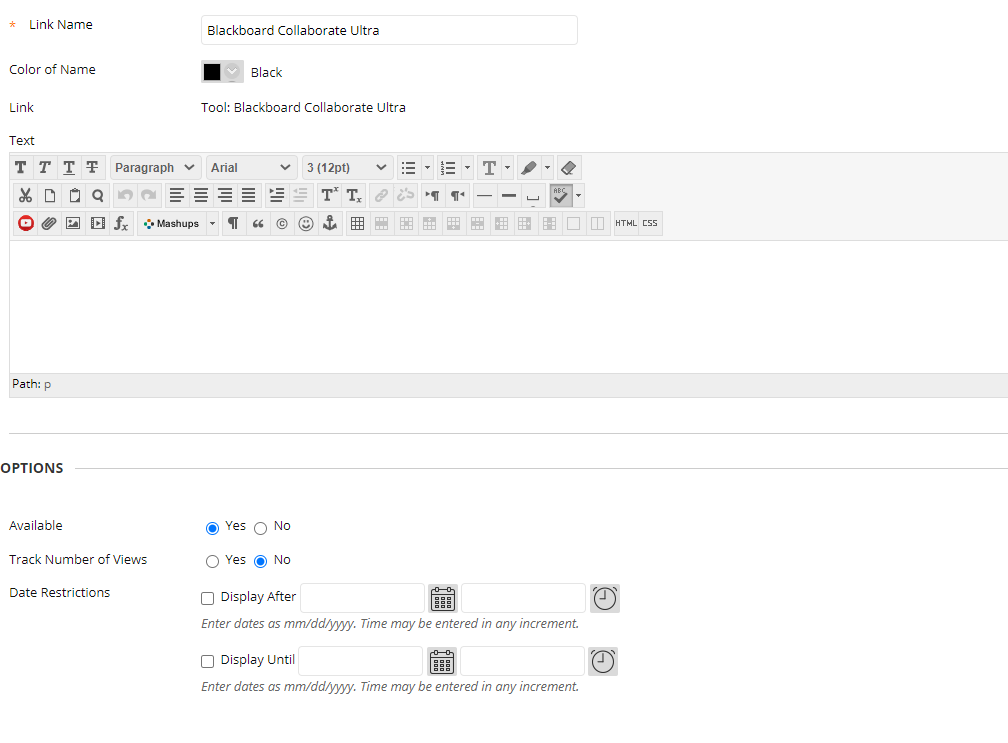 * Link Name
Blackboard Collaborate Ultra
Color of Name
Black
Link
Tool: Blackboard Collaborate Ultra
Text
T T T T Paragraph Arial 3 (12pt) T
T T ABC
fx Mashups HTML CSS
Path: p
OPTIONS
Available
Yes No
Track Number of Views
Yes No
Date Restrictions
Display After
Enter dates as mm/dd/yyyy. Time may be entered in any increment.
Display Until
Enter dates as mm/dd/yyyy. Time may be entered in any increment.